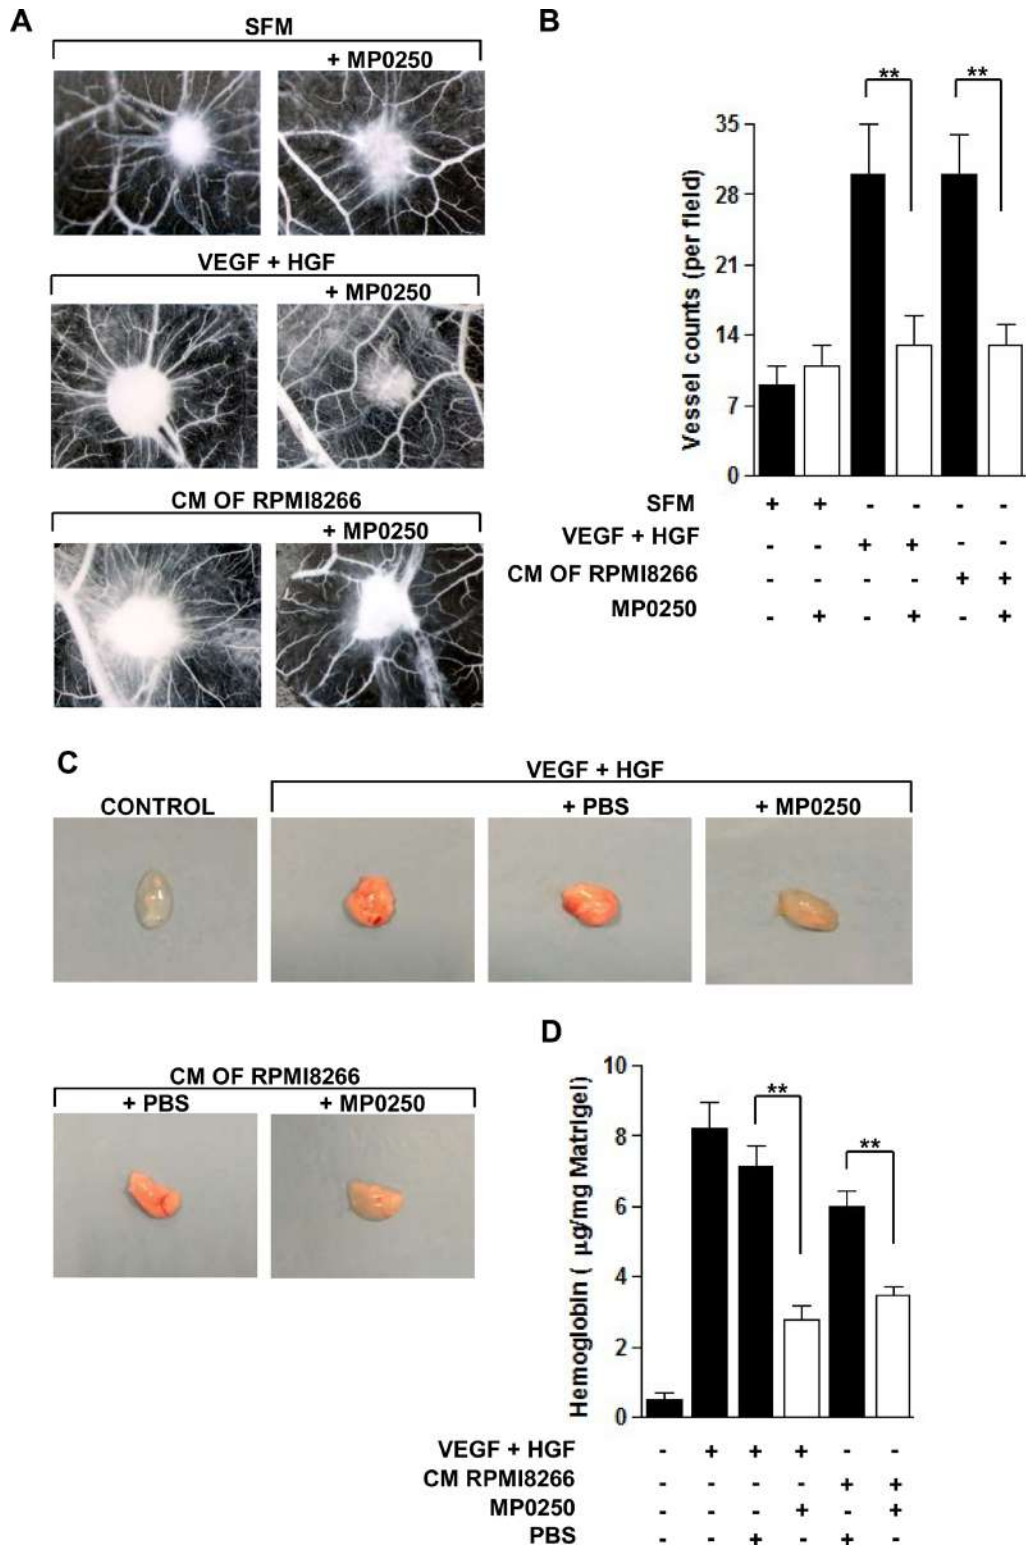 A
SFM
+ MP0250
VEGF + HGF
+ MP0250
CM OF RPMI8266
+ MP0250
B
**
**
35
28
21
14
7
0
Vessel counts (per field)
SFM + + - - - -
VEGF + HGF - - + + - -
CM OF RPMI8266 - - - - + +
MP0250 - + - + - +
C
VEGF + HGF
CONTROL
+ PBS
+ MP0250
CM OF RPMI8266
+ PBS
+ MP0250
D
**
**
10
8
6
4
2
0
Hemoglobin ( µg/mg Matrigel)
VEGF + HGF - + + + - -
CM RPMI8266 - - - - + +
MP0250 - - - + - +
PBS - - + - + -